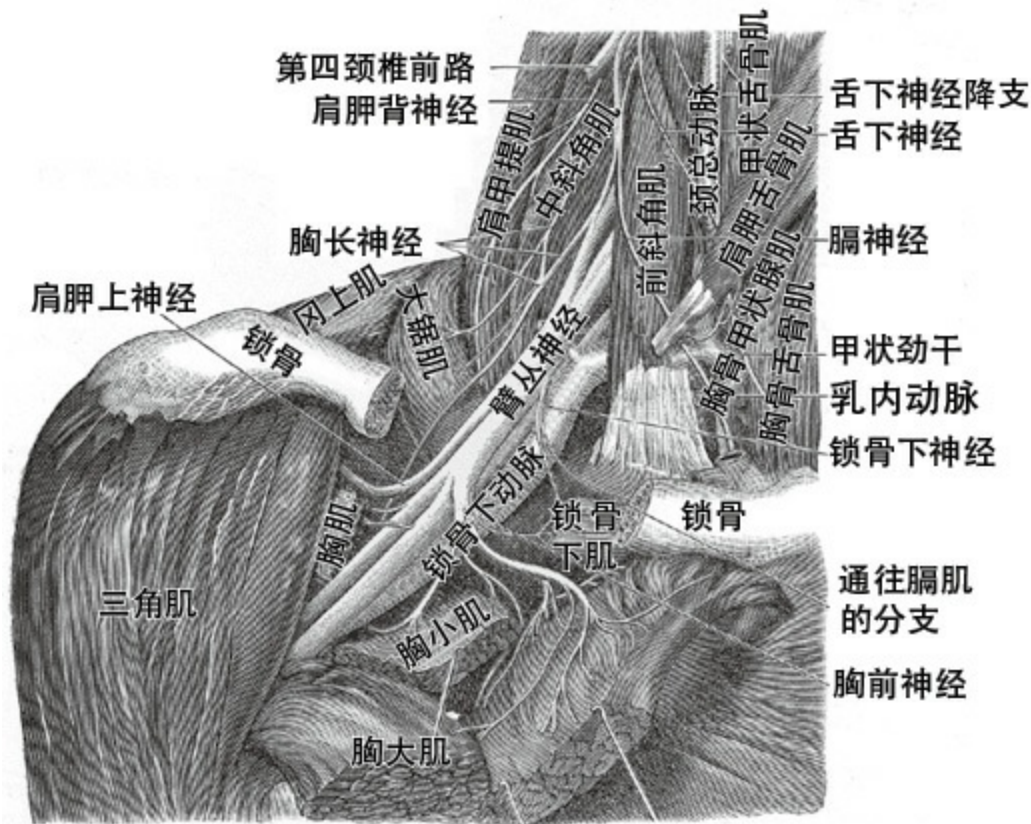 第四颈椎前路
肩胛背神经
胸长神经
肩胛上神经
冈上肌
锁骨
大锯肌
肩甲提肌
中斜角肌
前斜角肌
颈总动脉
甲状舌骨肌
肩胛舌骨肌
胸骨甲状腺肌
胸骨舌骨肌
舌下神经降支
舌下神经
膈神经
甲状劲干
乳内动脉
锁骨下神经
臂丛神经
锁骨下动脉
锁骨
下肌
锁骨
胸肌
三角肌
胸小肌
胸大肌
通往膈肌
的分支
胸前神经